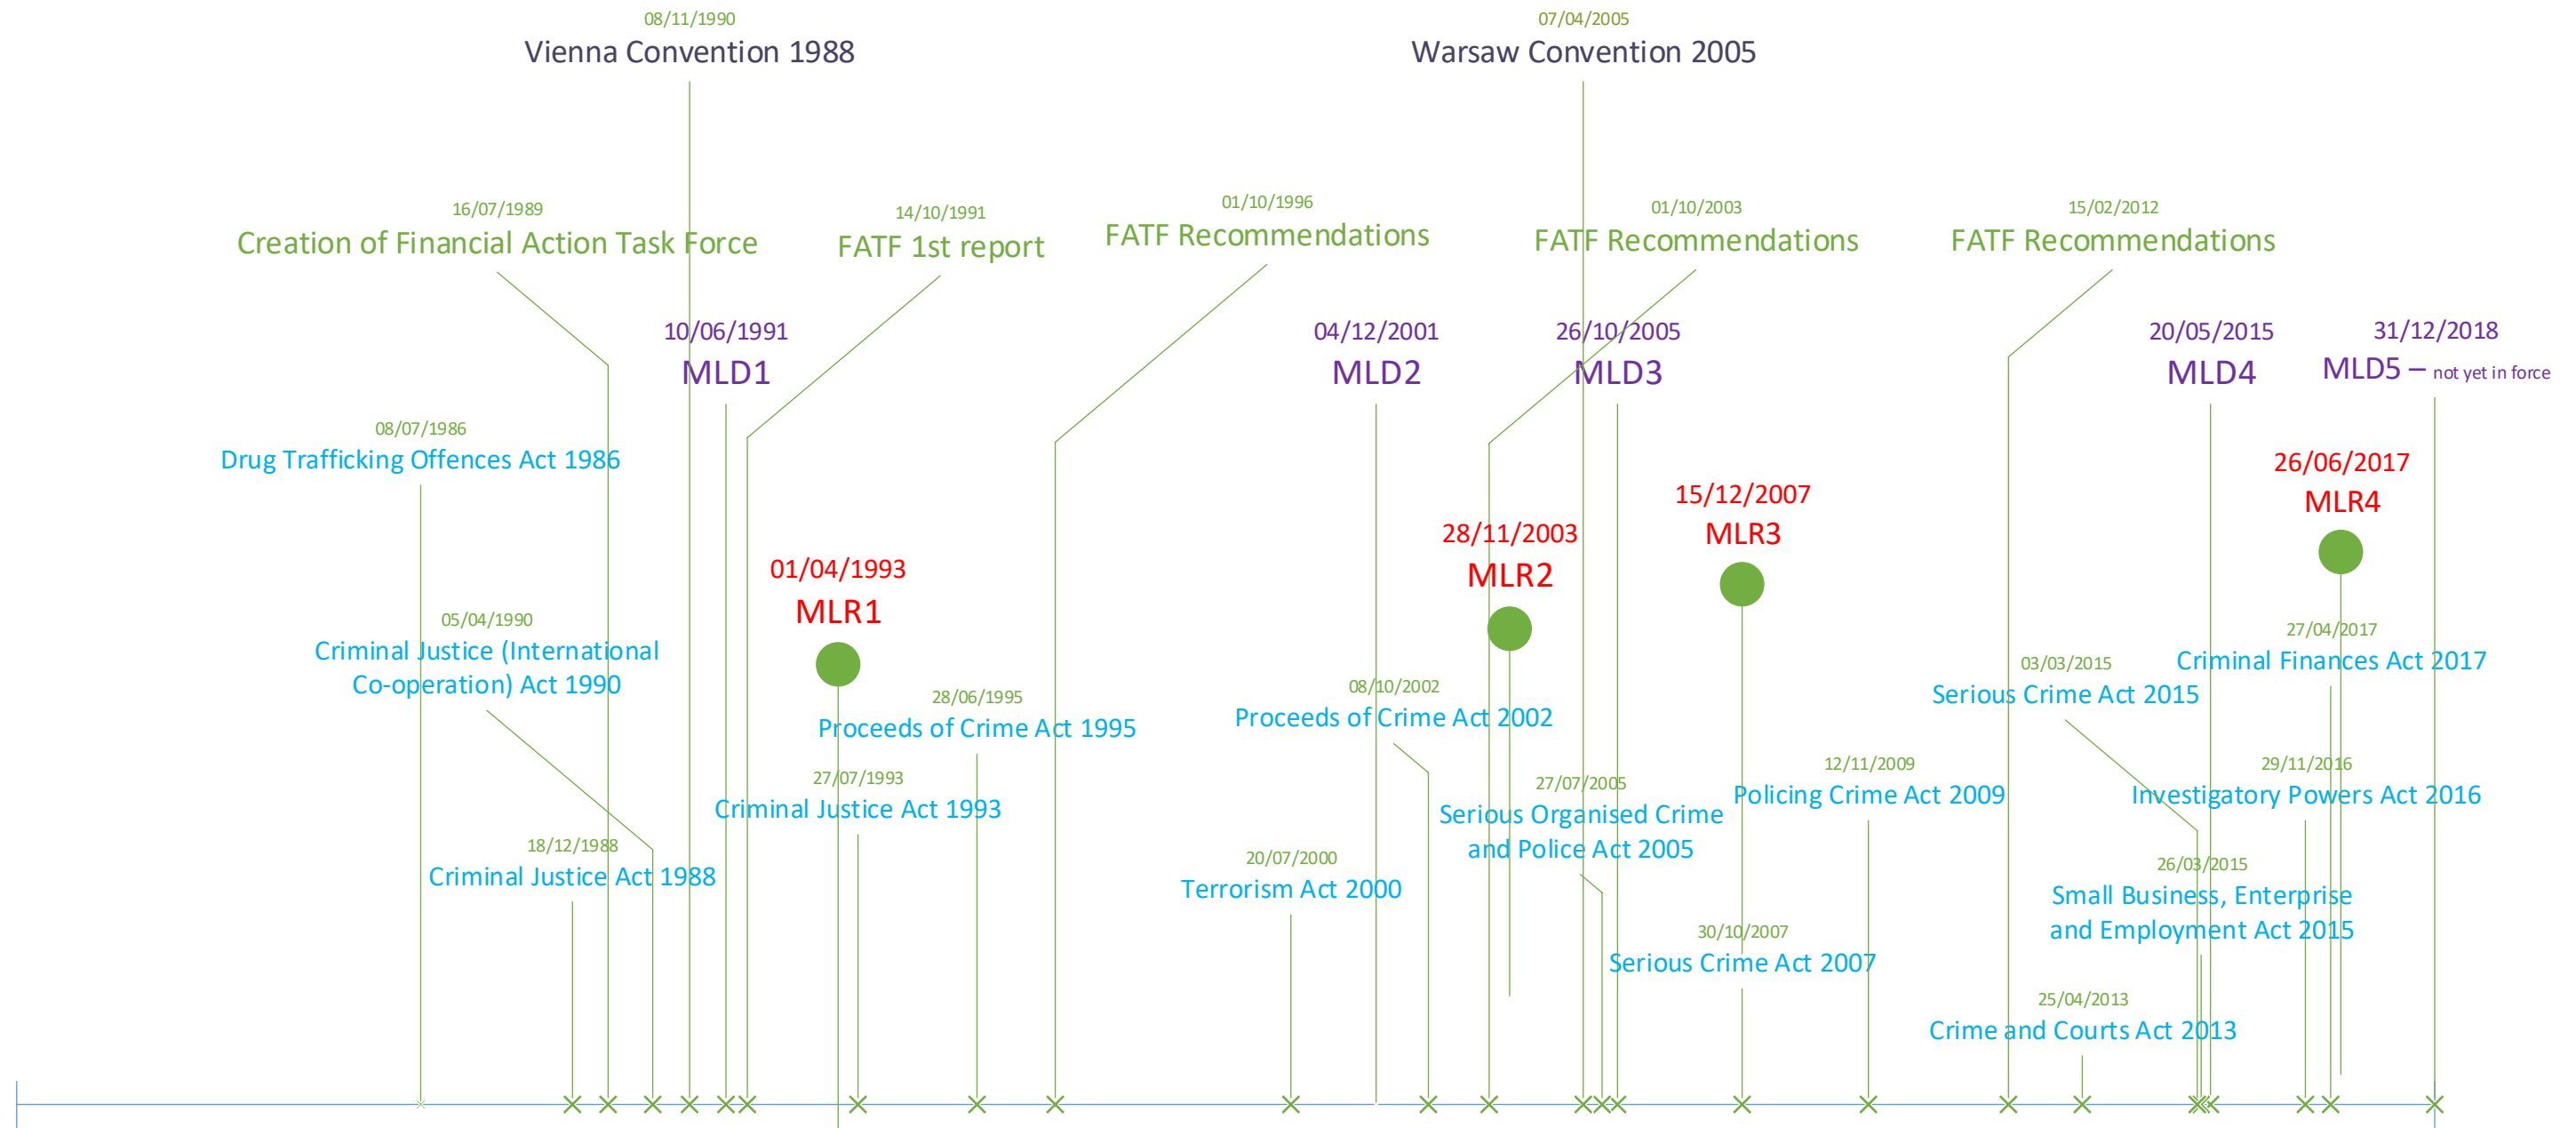 08/11/1990
Vienna Convention 1988
07/04/2005
Warsaw Convention 2005
16/07/1989
Creation of Financial Action Task Force
14/10/1991
FATF 1st report
01/10/1996
FATF Recommendations
01/10/2003
FATF Recommendations
15/02/2012
FATF Recommendations
10/06/1991
MLD1
04/12/2001
MLD2
26/10/2005
MLD3
20/05/2015
MLD4
31/12/2018
MLD5 – not yet in force
08/07/1986
Drug Trafficking Offences Act 1986
01/04/1993
MLR1
28/11/2003
MLR2
15/12/2007
MLR3
26/06/2017
MLR4
05/04/1990
Criminal Justice (International
Co-operation) Act 1990
28/06/1995
Proceeds of Crime Act 1995
08/10/2002
Proceeds of Crime Act 2002
03/03/2015
Serious Crime Act 2015
27/04/2017
Criminal Finances Act 2017
27/07/1993
Criminal Justice Act 1993
27/07/2005
Serious Organised Crime
and Police Act 2005
12/11/2009
Policing Crime Act 2009
29/11/2016
Investigatory Powers Act 2016
18/12/1988
Criminal Justice Act 1988
20/07/2000
Terrorism Act 2000
26/03/2015
Small Business, Enterprise
and Employment Act 2015
30/10/2007
Serious Crime Act 2007
25/04/2013
Crime and Courts Act 2013